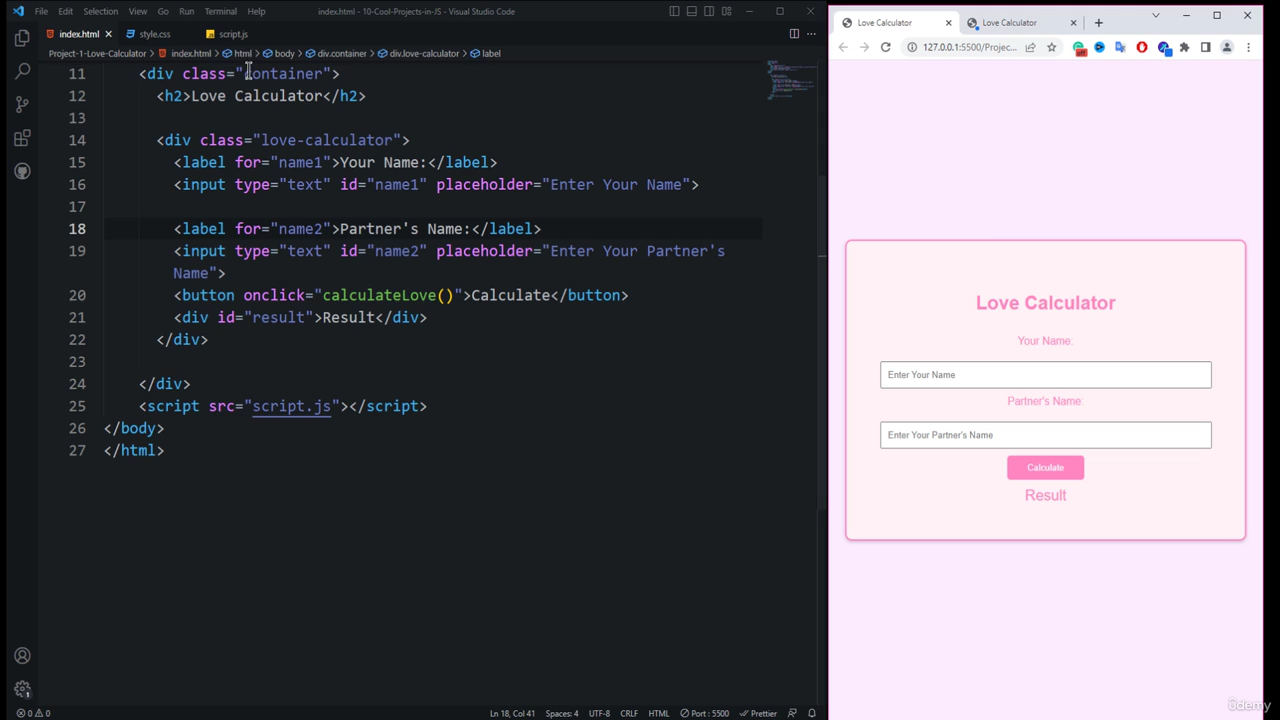 File Edit Selection View Go Run Terminal Help
index.html - 10-Cool-Projects-in-JS - Visual Studio Code
index.html style.css script.js
Project-1-Love-Calculator > index.html > html > body > div.container > div.love-calculator > label
11 <div class="container">
12 <h2>Love Calculator</h2>
13
14 <div class="love-calculator">
15 <label for="name1">Your Name:</label>
16 <input type="text" id="name1" placeholder="Enter Your Name">
17
18 <label for="name2">Partner's Name:</label>
19 <input type="text" id="name2" placeholder="Enter Your Partner's
Name">
20 <button onclick="calculateLove()">Calculate</button>
21 <div id="result">Result</div>
22 </div>
23
24 </div>
25 <script src="script.js"></script>
26 </body>
27 </html>
0 0
Ln 18, Col 41 Spaces: 4 UTF-8 CRLF HTML Port : 5500 Prettier
Love Calculator Love Calculator
127.0.0.1:5500/Projec...
Love Calculator
Your Name:
Enter Your Name
Partner's Name:
Enter Your Partner's Name
Calculate
Result
ûdemy